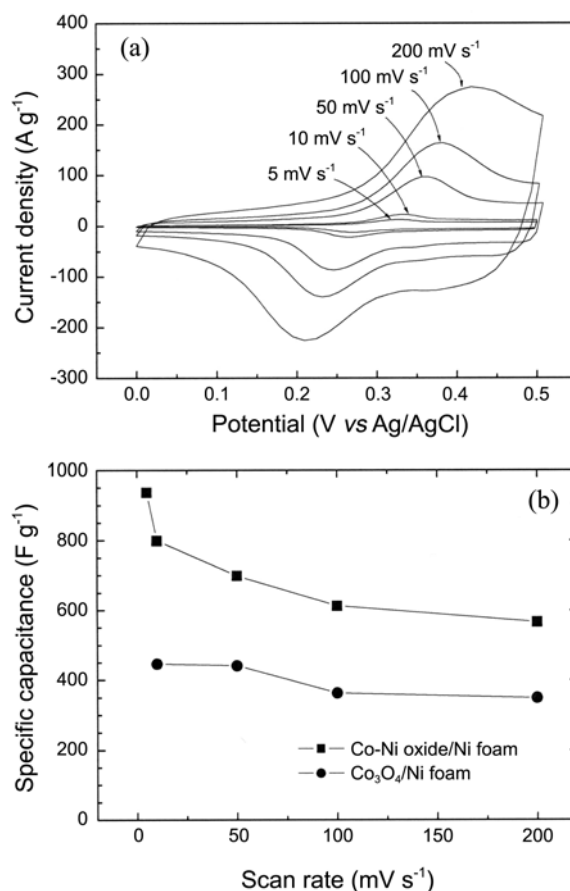 (a)
400
300
200
100
0
-100
-200
-300
Current density (A g⁻¹)
200 mV s⁻¹
100 mV s⁻¹
50 mV s⁻¹
10 mV s⁻¹
5 mV s⁻¹
0.0 0.1 0.2 0.3 0.4 0.5
Potential (V vs Ag/AgCl)
(b)
1000
800
600
400
200
0
Specific capacitance (F g⁻¹)
Co-Ni oxide/Ni foam
Co₃O₄/Ni foam
0 50 100 150 200
Scan rate (mV s⁻¹)